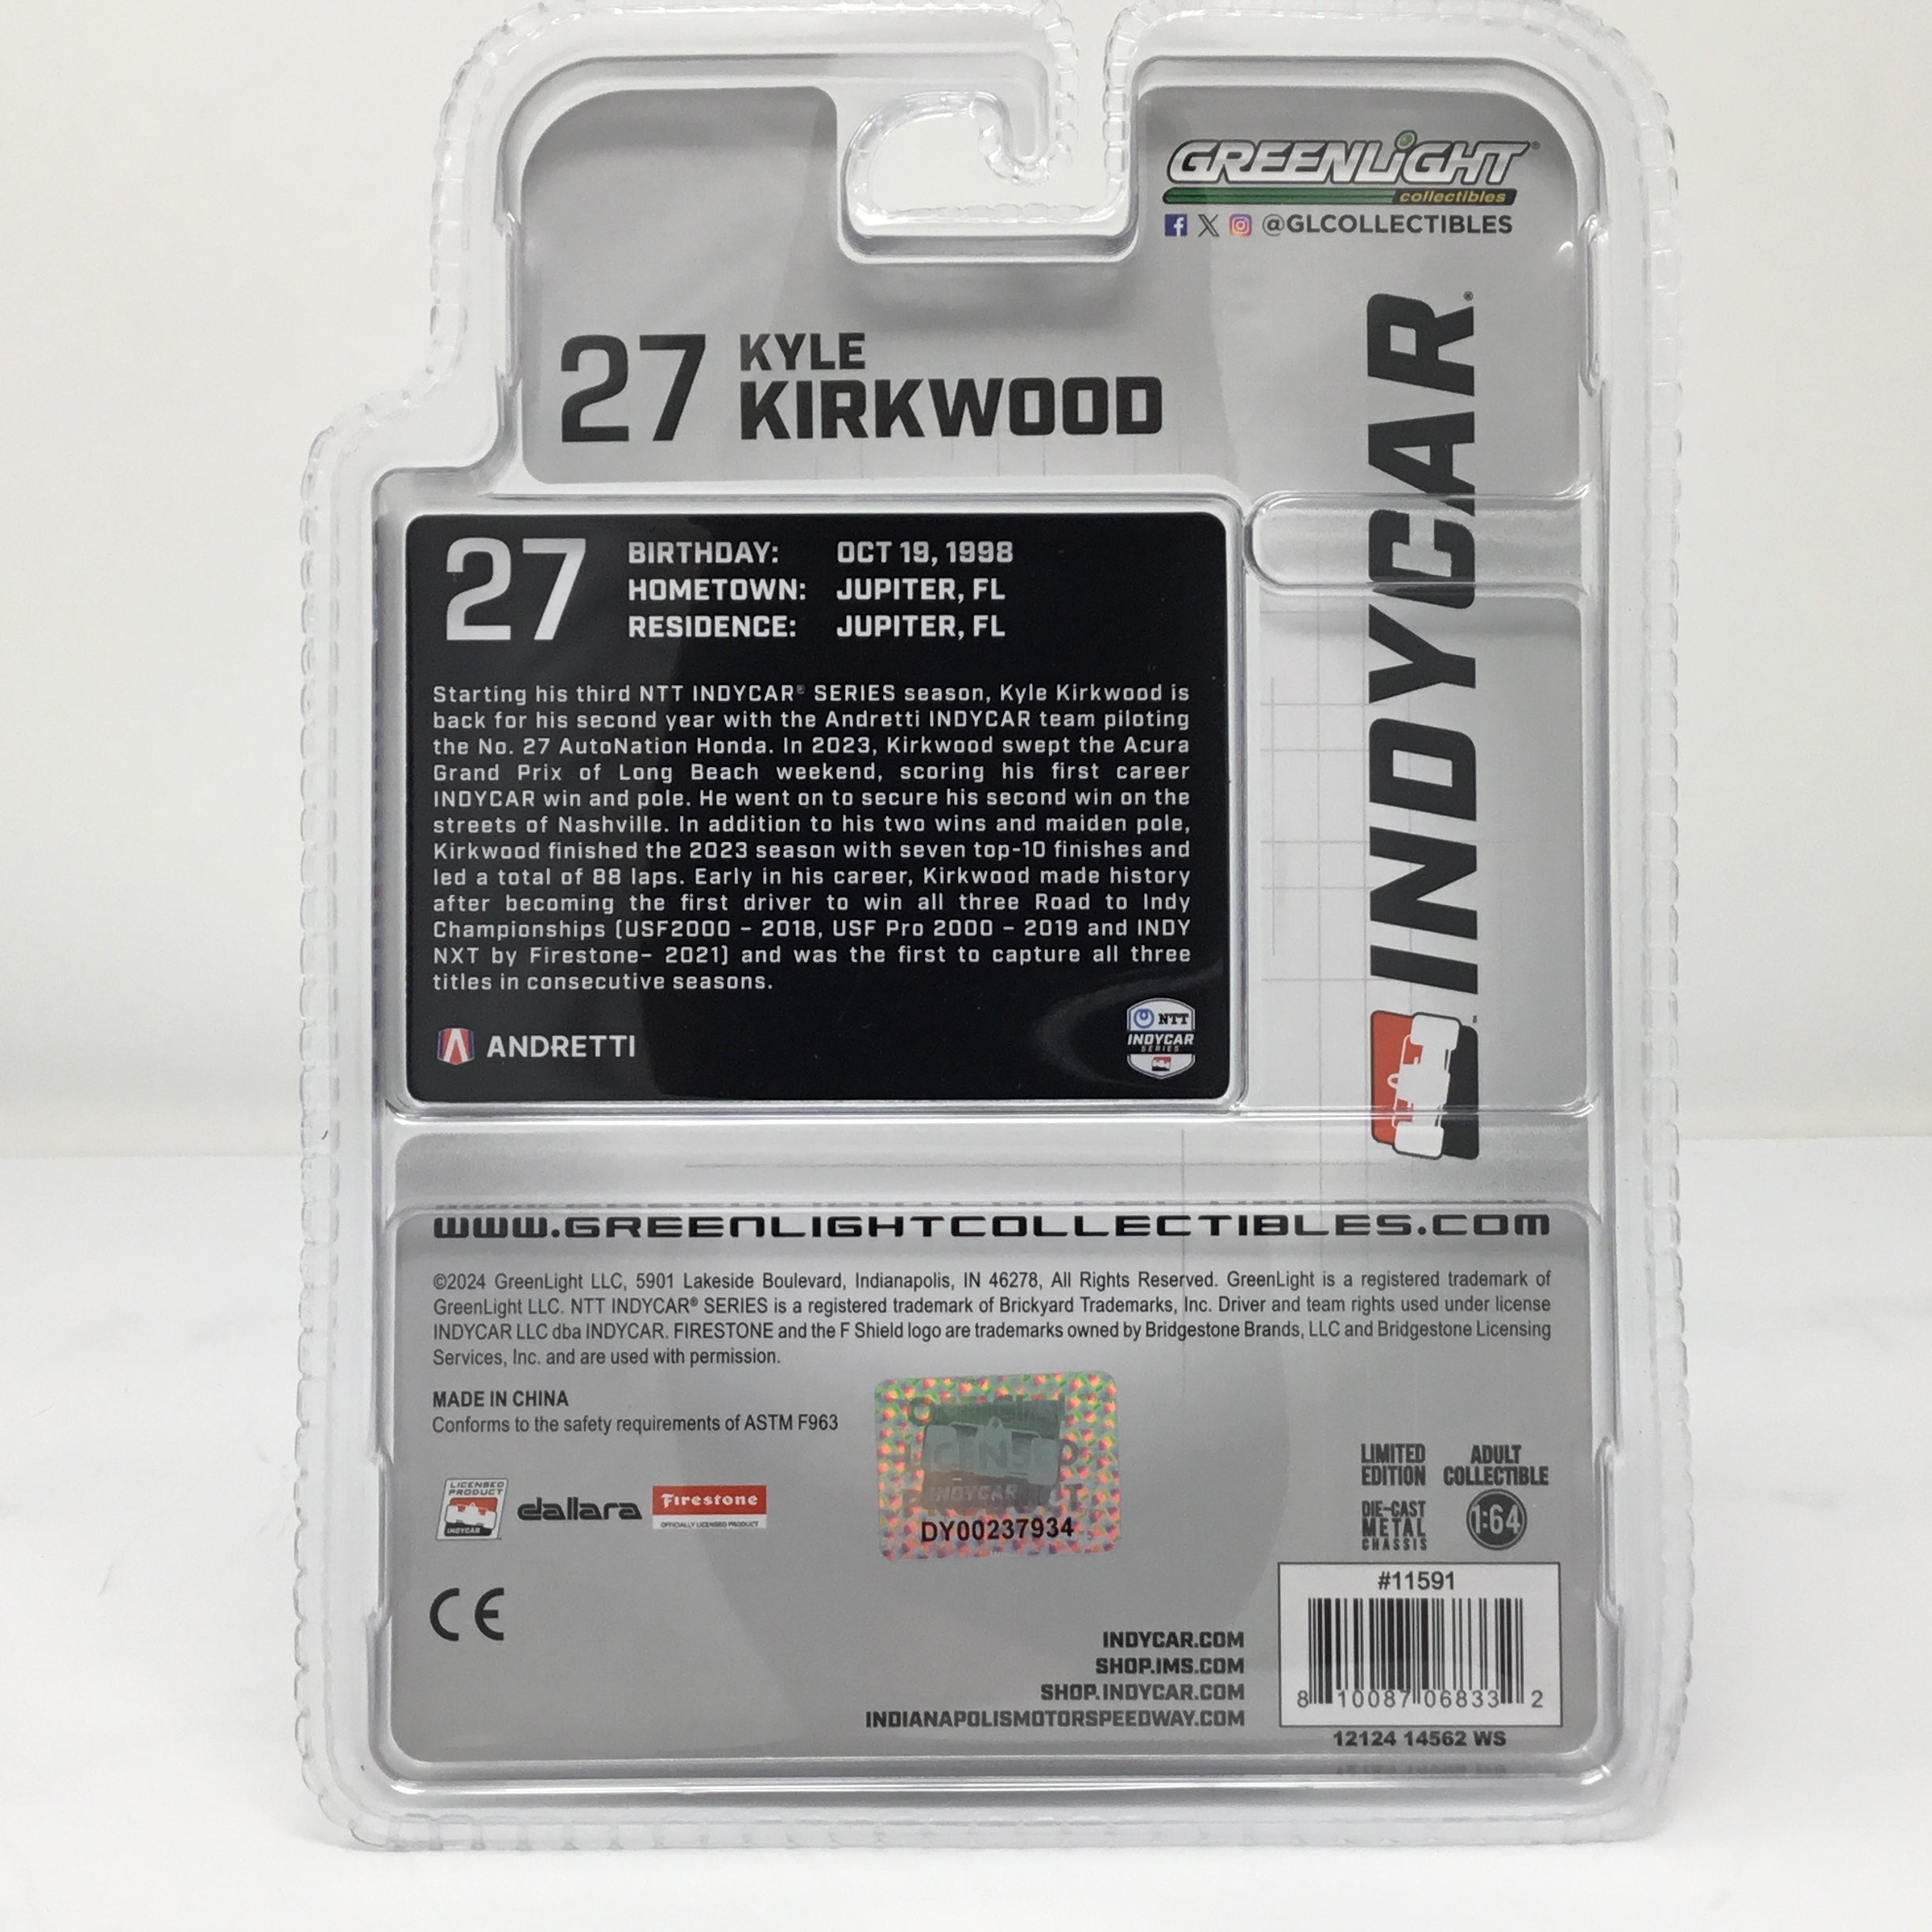 GREENLiGHT®
collectibles
@GLCOLLECTIBLES
27 KYLE
KIRKWOOD
INDYCAR®
27
BIRTHDAY: OCT 19, 1998
HOMETOWN: JUPITER, FL
RESIDENCE: JUPITER, FL
Starting his third NTT INDYCAR® SERIES season, Kyle Kirkwood is
back for his second year with the Andretti INDYCAR team piloting
the No. 27 AutoNation Honda. In 2023, Kirkwood swept the Acura
Grand Prix of Long Beach weekend, scoring his first career
INDYCAR win and pole. He went on to secure his second win on the
streets of Nashville. In addition to his two wins and maiden pole,
Kirkwood finished the 2023 season with seven top-10 finishes and
led a total of 88 laps. Early in his career, Kirkwood made history
after becoming the first driver to win all three Road to Indy
Championships (USF2000 – 2018, USF Pro 2000 – 2019 and INDY
NXT by Firestone– 2021) and was the first to capture all three
titles in consecutive seasons.
ANDRETTI
NTT
INDYCAR
SERIES
WWW.GREENLIGHTCOLLECTIBLES.COM
©2024 GreenLight LLC, 5901 Lakeside Boulevard, Indianapolis, IN 46278, All Rights Reserved. GreenLight is a registered trademark of
GreenLight LLC. NTT INDYCAR® SERIES is a registered trademark of Brickyard Trademarks, Inc. Driver and team rights used under license
INDYCAR LLC dba INDYCAR. FIRESTONE and the F Shield logo are trademarks owned by Bridgestone Brands, LLC and Bridgestone Licensing
Services, Inc. and are used with permission.
MADE IN CHINA
Conforms to the safety requirements of ASTM F963
LICENSED
PRODUCT
INDYCAR
dallara
Firestone
OFFICIALLY LICENSED PRODUCT
LICENSED
INDYCAR
DY00237934
LIMITED
EDITION
ADULT
COLLECTIBLE
DIE-CAST
METAL
CHASSIS
1:64
CE
#11591
8 10087 06833 2
12124 14562 WS
INDYCAR.COM
SHOP.IMS.COM
SHOP.INDYCAR.COM
INDIANAPOLISMOTORSPEEDWAY.COM